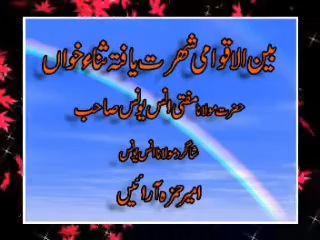 بین الاقوامی شہرت یافتہ ثناء خواں
حضرت مولانا مفتی انس یونس صاحب
شاگرد مولانا انس یونس
امیر حمزہ آرائیں